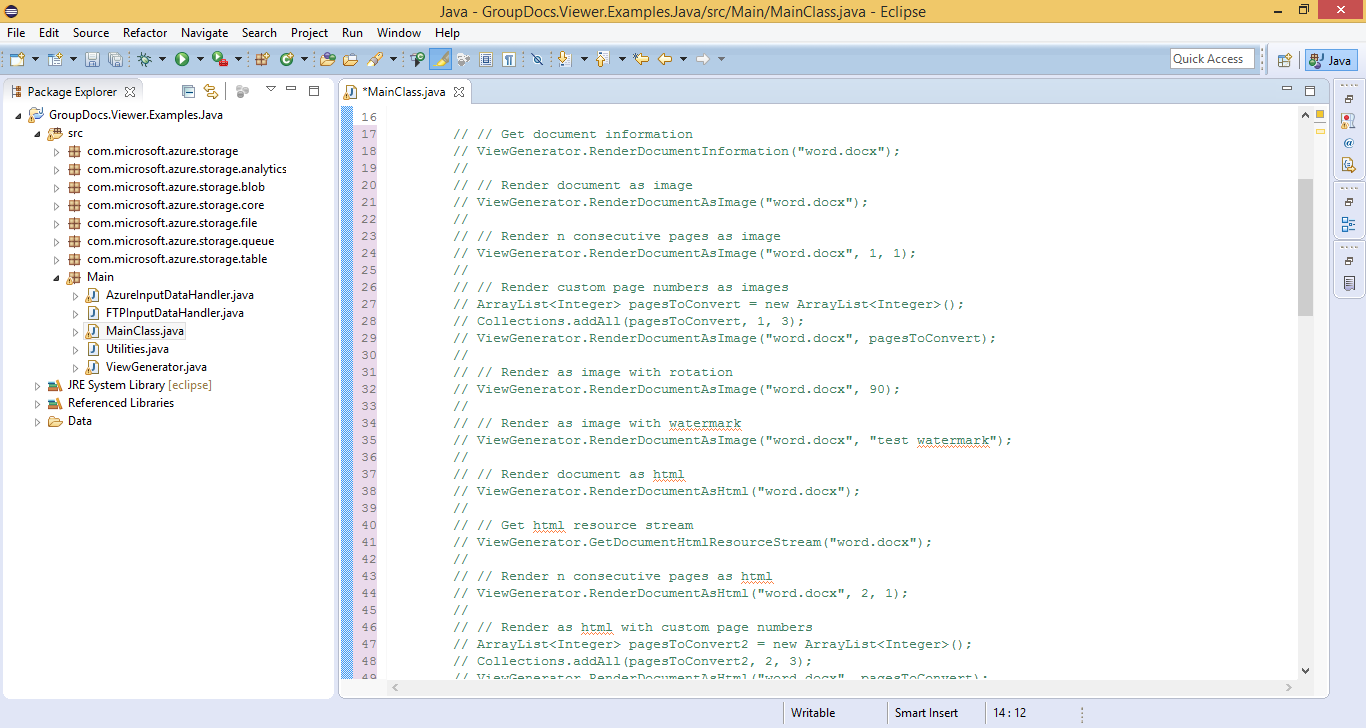 Java - GroupDocs.Viewer.Examples.Java/src/Main/MainClass.java - Eclipse
File Edit Source Refactor Navigate Search Project Run Window Help
Quick Access
Java
Package Explorer
GroupDocs.Viewer.Examples.Java
src
com.microsoft.azure.storage
com.microsoft.azure.storage.analytics
com.microsoft.azure.storage.blob
com.microsoft.azure.storage.core
com.microsoft.azure.storage.file
com.microsoft.azure.storage.queue
com.microsoft.azure.storage.table
Main
AzureInputDataHandler.java
FTPInputDataHandler.java
MainClass.java
Utilities.java
ViewGenerator.java
JRE System Library [eclipse]
Referenced Libraries
Data
*MainClass.java
16
17 // // Get document information
18 // ViewGenerator.RenderDocumentInformation("word.docx");
19 //
20 // // Render document as image
21 // ViewGenerator.RenderDocumentAsImage("word.docx");
22 //
23 // // Render n consecutive pages as image
24 // ViewGenerator.RenderDocumentAsImage("word.docx", 1, 1);
25 //
26 // // Render custom page numbers as images
27 // ArrayList<Integer> pagesToConvert = new ArrayList<Integer>();
28 // Collections.addAll(pagesToConvert, 1, 3);
29 // ViewGenerator.RenderDocumentAsImage("word.docx", pagesToConvert);
30 //
31 // // Render as image with rotation
32 // ViewGenerator.RenderDocumentAsImage("word.docx", 90);
33 //
34 // // Render as image with watermark
35 // ViewGenerator.RenderDocumentAsImage("word.docx", "test watermark");
36 //
37 // // Render document as html
38 // ViewGenerator.RenderDocumentAsHtml("word.docx");
39 //
40 // // Get html resource stream
41 // ViewGenerator.GetDocumentHtmlResourceStream("word.docx");
42 //
43 // // Render n consecutive pages as html
44 // ViewGenerator.RenderDocumentAsHtml("word.docx", 2, 1);
45 //
46 // // Render as html with custom page numbers
47 // ArrayList<Integer> pagesToConvert2 = new ArrayList<Integer>();
48 // Collections.addAll(pagesToConvert2, 2, 3);
49 // ViewGenerator.RenderDocumentAsHtml("word.docx", pagesToConvert);
Writable Smart Insert 14 : 12